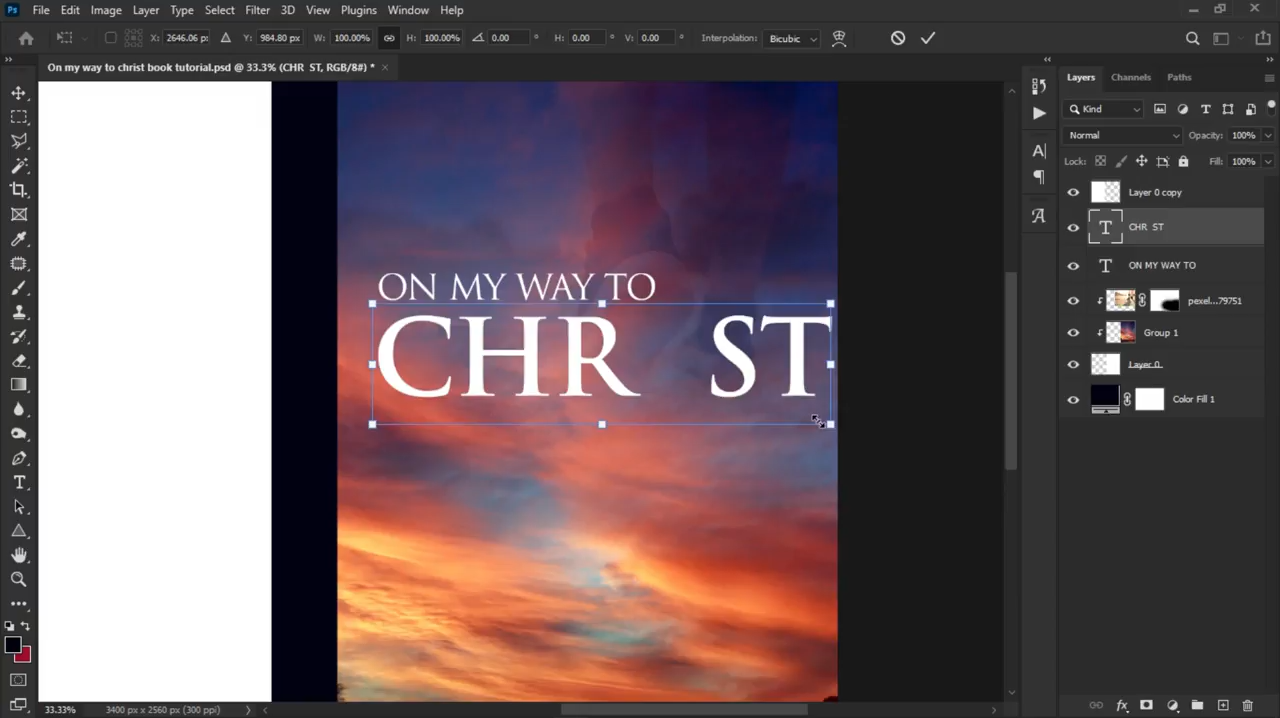 Ps File Edit Image Layer Type Select Filter 3D View Plugins Window Help
X: 2646.06 px Y: 984.80 px W: 100.00% H: 100.00% 0.00 ° H: 0.00 ° V: 0.00 ° Interpolation: Bicubic
On my way to christ book tutorial.psd @ 33.3% (CHR ST, RGB/8#) * ×
Layers Channels Paths
Kind
Normal Opacity: 100%
Lock: Fill: 100%
Layer 0 copy
T CHR ST
T ON MY WAY TO
pexel...79751
Group 1
Layer 0
Color Fill 1
ON MY WAY TO
CHR ST
33.33% 3400 px x 2560 px (300 ppi)